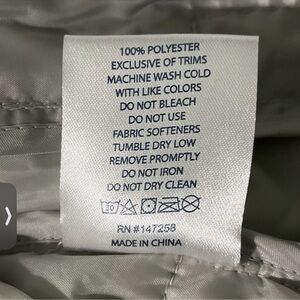 100% POLYESTER
EXCLUSIVE OF TRIMS
MACHINE WASH COLD
WITH LIKE COLORS
DO NOT BLEACH
DO NOT USE
FABRIC SOFTENERS
TUMBLE DRY LOW
REMOVE PROMPTLY
DO NOT IRON
DO NOT DRY CLEAN
30
RN #147258
MADE IN CHINA